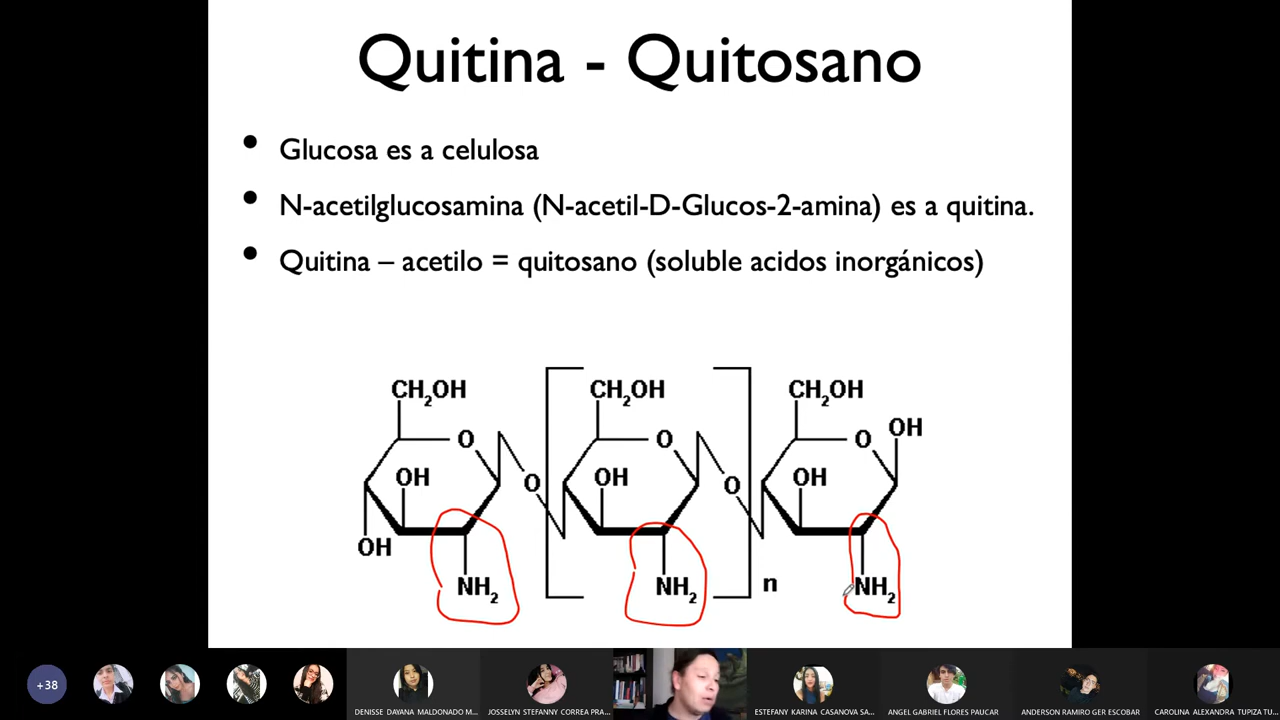 Quitina - Quitosano
• Glucosa es a celulosa
• N-acetilglucosamina (N-acetil-D-Glucos-2-amina) es a quitina.
• Quitina – acetilo = quitosano (soluble acidos inorgánicos)
CH2OH CH2OH CH2OH
OH
O O O
OH OH OH
O O
OH
NH2 NH2 n NH2
+38
DENISSE DAYANA MALDONADO M... JOSSELYN STEFANNY CORREA PRA... ESTEFANY KARINA CASANOVA SA... ANGEL GABRIEL FLORES PAUCAR ANDERSON RAMIRO GER ESCOBAR CAROLINA ALEXANDRA TUPIZA TU...